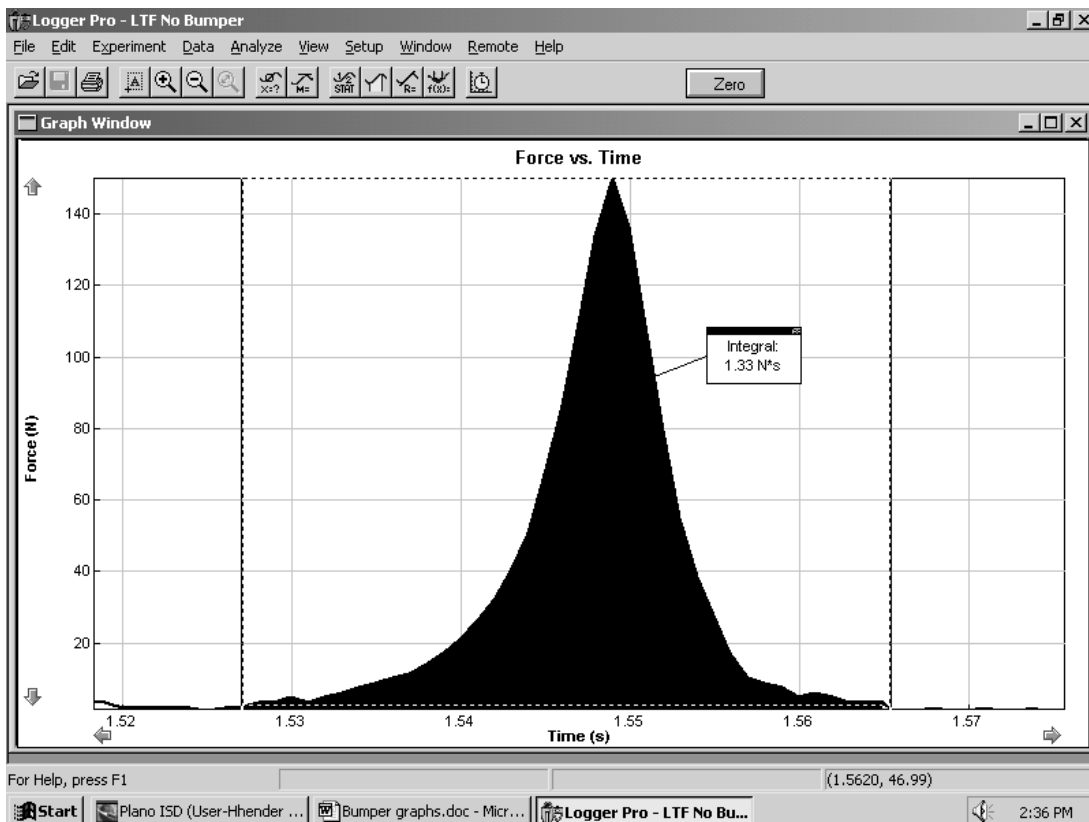 Logger Pro - LTF No Bumper
File Edit Experiment Data Analyze View Setup Window Remote Help
A X=? M= 1/2 STAT R= f(x)= Zero
Graph Window
Force vs. Time
140
120
100
80
60
40
20
Force (N)
Integral:
1.33 N*s
1.52 1.53 1.54 1.55 1.56 1.57
Time (s)
For Help, press F1 (1.5620, 46.99)
Start Plano ISD (User-Hhender ... Bumper graphs.doc - Micr... Logger Pro - LTF No Bu... 2:36 PM